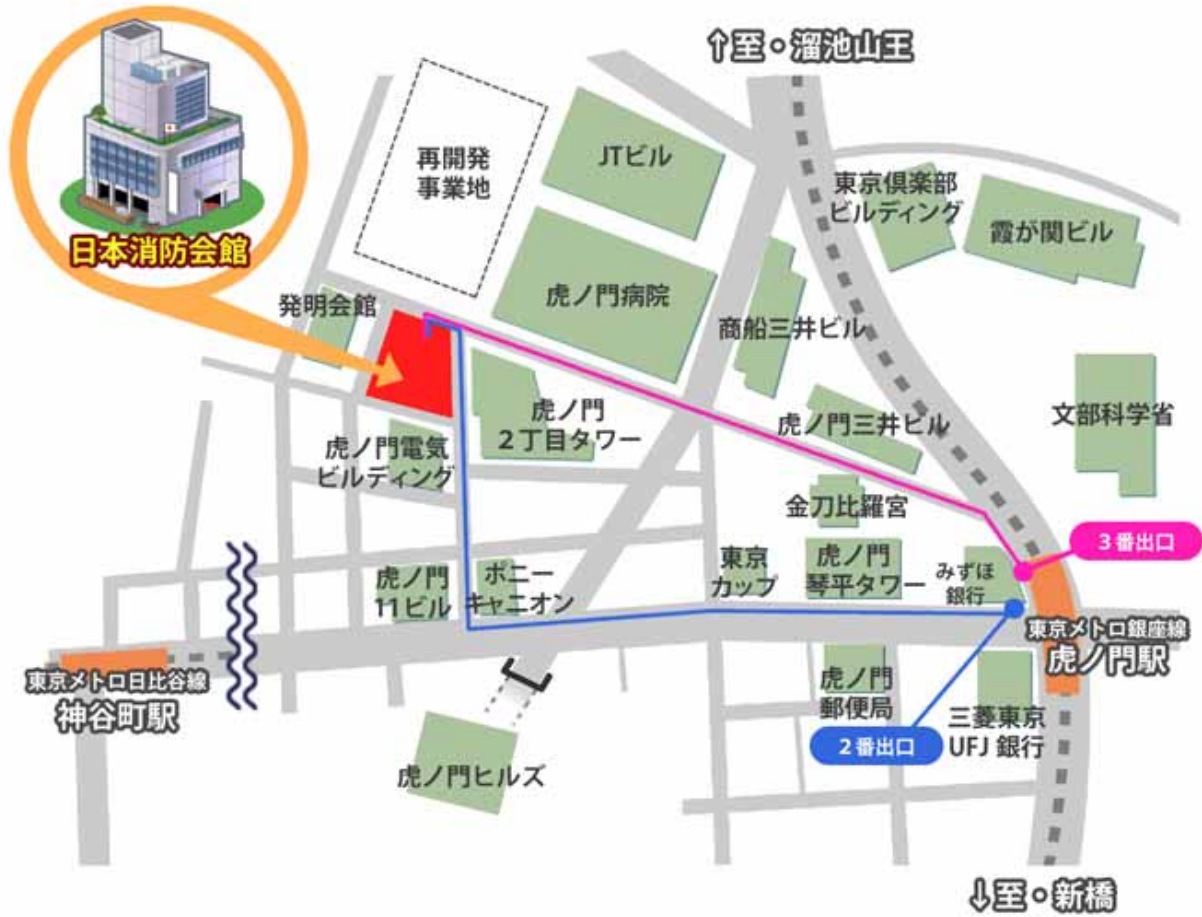 ↑至・溜池山王
再開発
事業地
JTビル
東京倶楽部
ビルディング
霞が関ビル
日本消防会館
発明会館
虎ノ門病院
商船三井ビル
虎ノ門
２丁目タワー
虎ノ門三井ビル
文部科学省
虎ノ門電気
ビルディング
金刀比羅宮
3番出口
虎ノ門
11ビル
ポニー
キャニオン
東京
カップ
虎ノ門
琴平タワー
みずほ
銀行
東京メトロ銀座線
虎ノ門駅
東京メトロ日比谷線
神谷町駅
虎ノ門
郵便局
三菱東京
UFJ 銀行
2番出口
虎ノ門ヒルズ
↓至・新橋